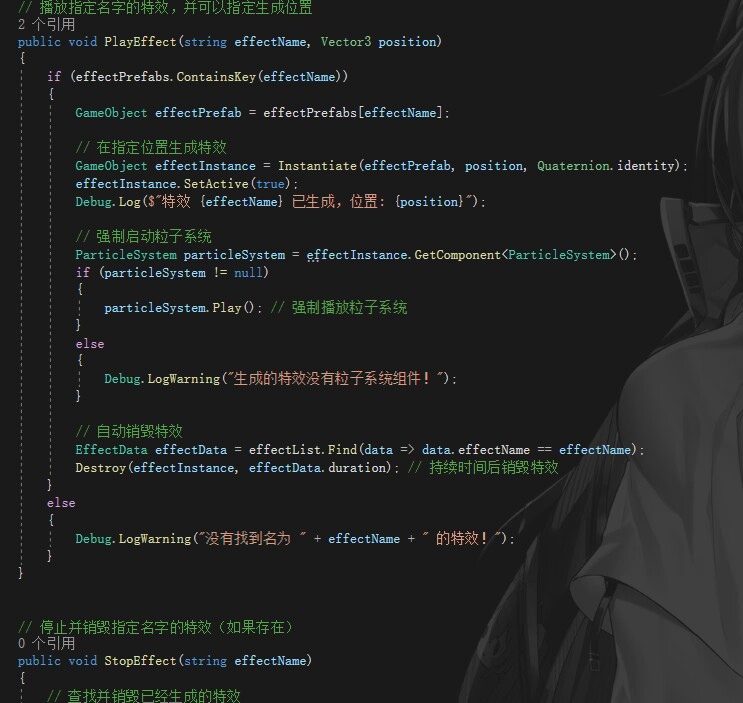 // 播放指定名字的特效，并可以指定生成位置
2 个引用
public void PlayEffect(string effectName, Vector3 position)
{
if (effectPrefabs.ContainsKey(effectName))
{
GameObject effectPrefab = effectPrefabs[effectName];
// 在指定位置生成特效
GameObject effectInstance = Instantiate(effectPrefab, position, Quaternion.identity);
effectInstance.SetActive(true);
Debug.Log($"特效 {effectName} 已生成，位置: {position}");
// 强制启动粒子系统
ParticleSystem particleSystem = effectInstance.GetComponent<ParticleSystem>();
if (particleSystem != null)
{
particleSystem.Play(); // 强制播放粒子系统
}
else
{
Debug.LogWarning("生成的特效没有粒子系统组件！");
}
// 自动销毁特效
EffectData effectData = effectList.Find(data => data.effectName == effectName);
Destroy(effectInstance, effectData.duration); // 持续时间后销毁特效
}
else
{
Debug.LogWarning("没有找到名为 " + effectName + " 的特效！");
}
}
// 停止并销毁指定名字的特效（如果存在）
0 个引用
public void StopEffect(string effectName)
{
// 查找并销毁已经生成的特效